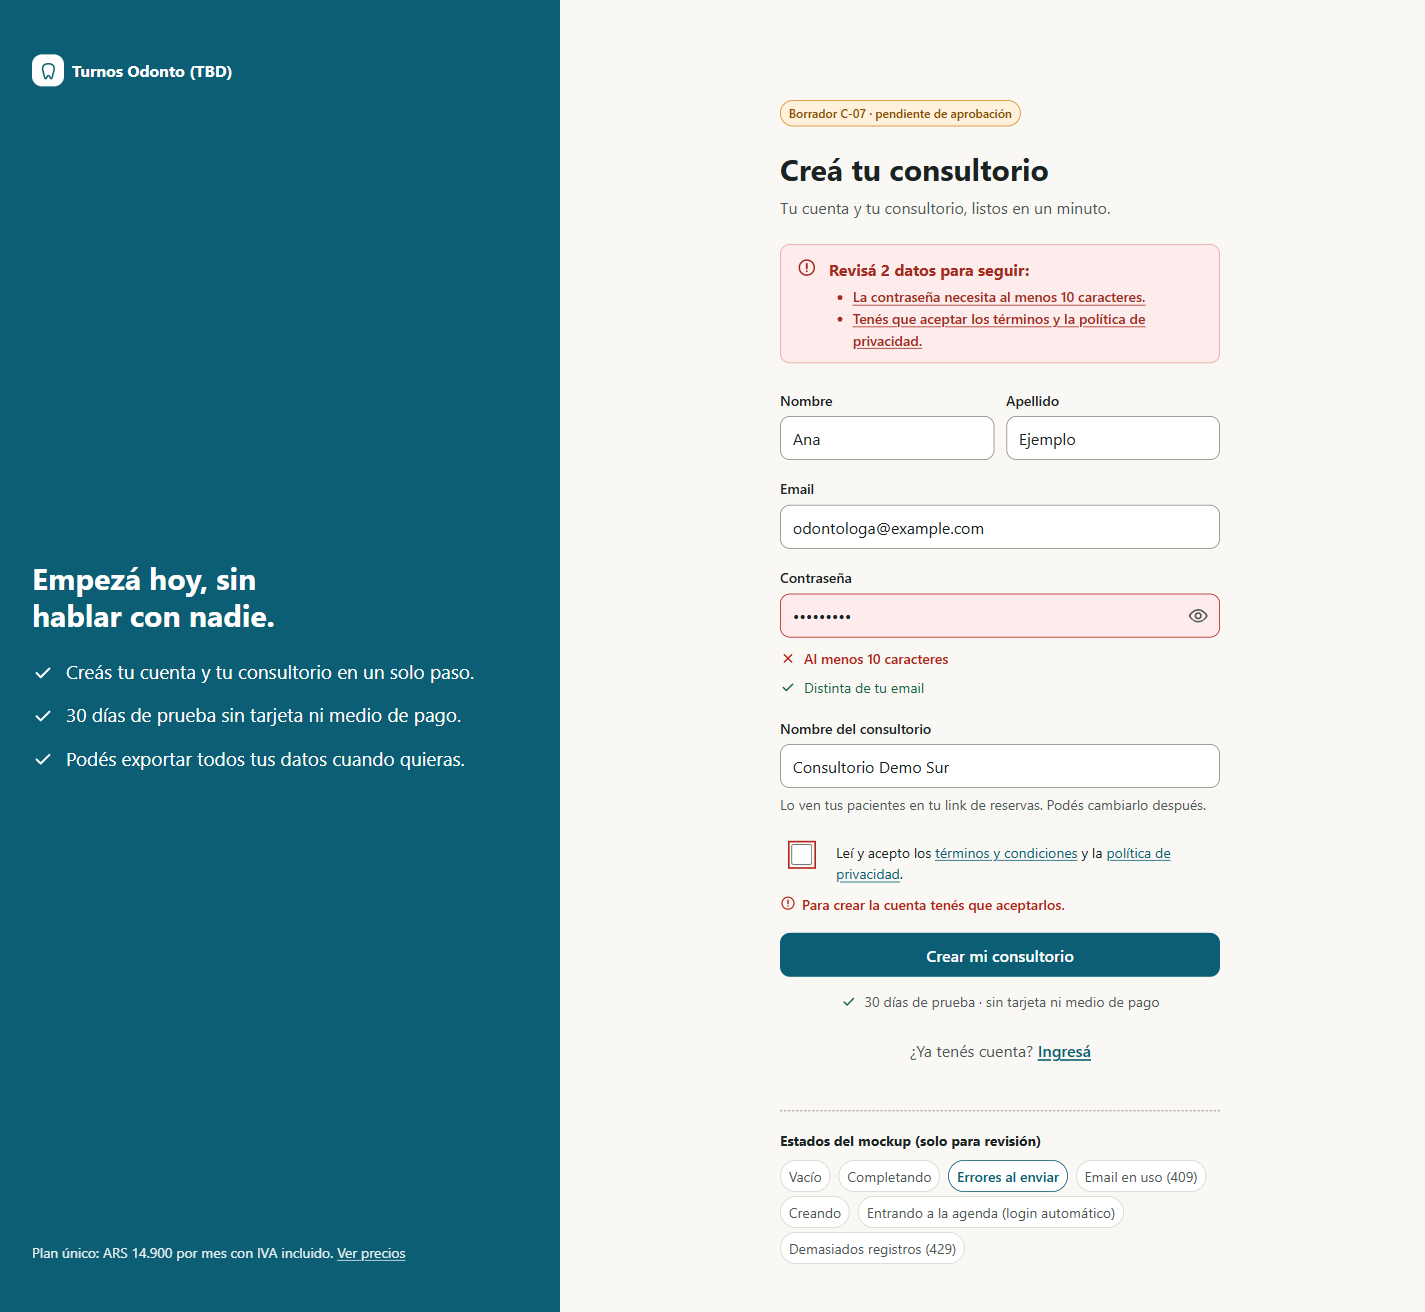 Turnos Odonto (TBD)
Empezá hoy, sin
hablar con nadie.
Creás tu cuenta y tu consultorio en un solo paso.
30 días de prueba sin tarjeta ni medio de pago.
Podés exportar todos tus datos cuando quieras.
Plan único: ARS 14.900 por mes con IVA incluido. Ver precios
Borrador C-07 · pendiente de aprobación
Creá tu consultorio
Tu cuenta y tu consultorio, listos en un minuto.
Revisá 2 datos para seguir:
• La contraseña necesita al menos 10 caracteres.
• Tenés que aceptar los términos y la política de
privacidad.
Nombre Apellido
Ana Ejemplo
Email
odontologa@example.com
Contraseña
•••••••••
Al menos 10 caracteres
Distinta de tu email
Nombre del consultorio
Consultorio Demo Sur
Lo ven tus pacientes en tu link de reservas. Podés cambiarlo después.
Leí y acepto los términos y condiciones y la política de
privacidad.
Para crear la cuenta tenés que aceptarlos.
Crear mi consultorio
30 días de prueba · sin tarjeta ni medio de pago
¿Ya tenés cuenta? Ingresá
Estados del mockup (solo para revisión)
Vacío Completando Errores al enviar Email en uso (409)
Creando Entrando a la agenda (login automático)
Demasiados registros (429)